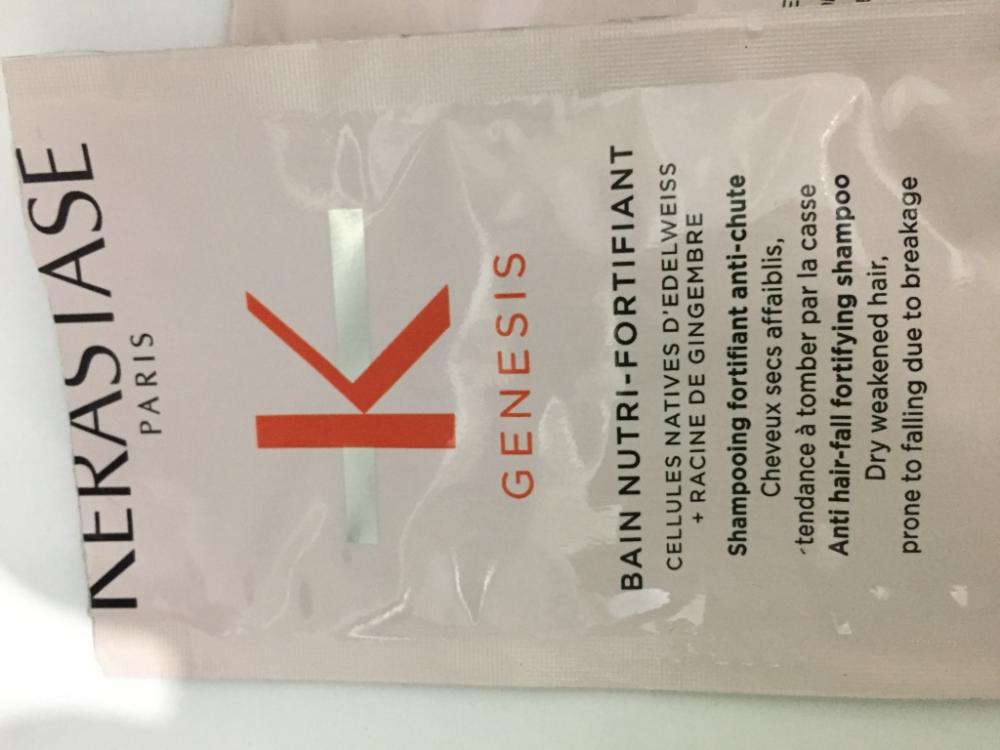 KERASTASE
PARIS
K
GENESIS
BAIN NUTRI-FORTIFIANT
CELLULES NATIVES D'EDELWEISS
+ RACINE DE GINGEMBRE
Shampooing fortifiant anti-chute
Cheveux secs affaiblis,
tendance à tomber par la casse
Anti hair-fall fortifying shampoo
Dry weakened hair,
prone to falling due to breakage